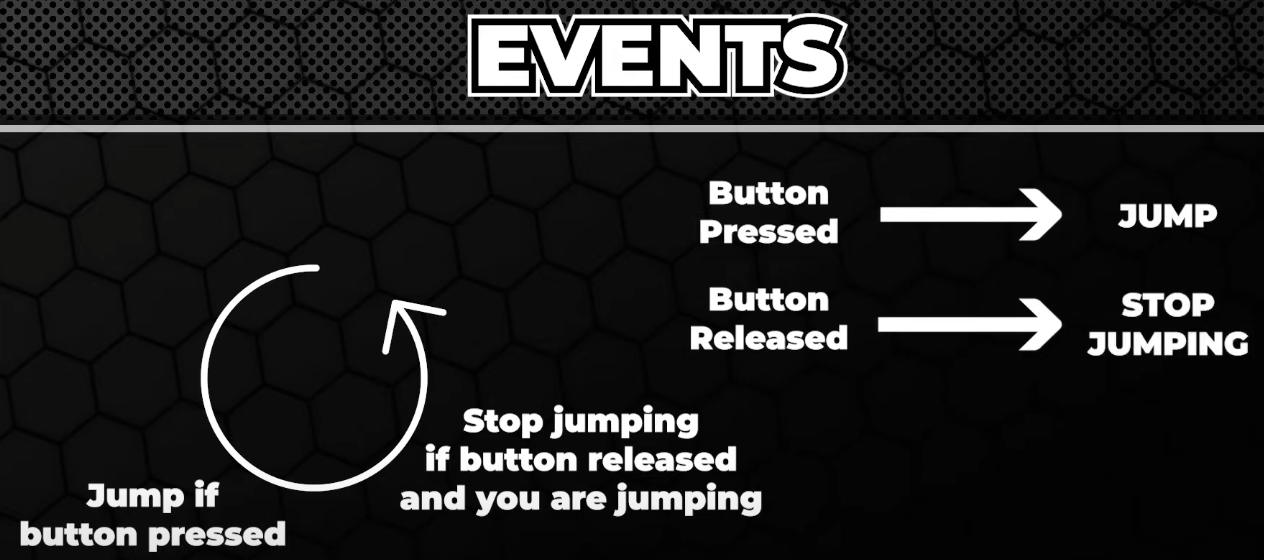 EVENTS
Button
Pressed
JUMP
Button
Released
STOP
JUMPING
Stop jumping
if button released
and you are jumping
Jump if
button pressed